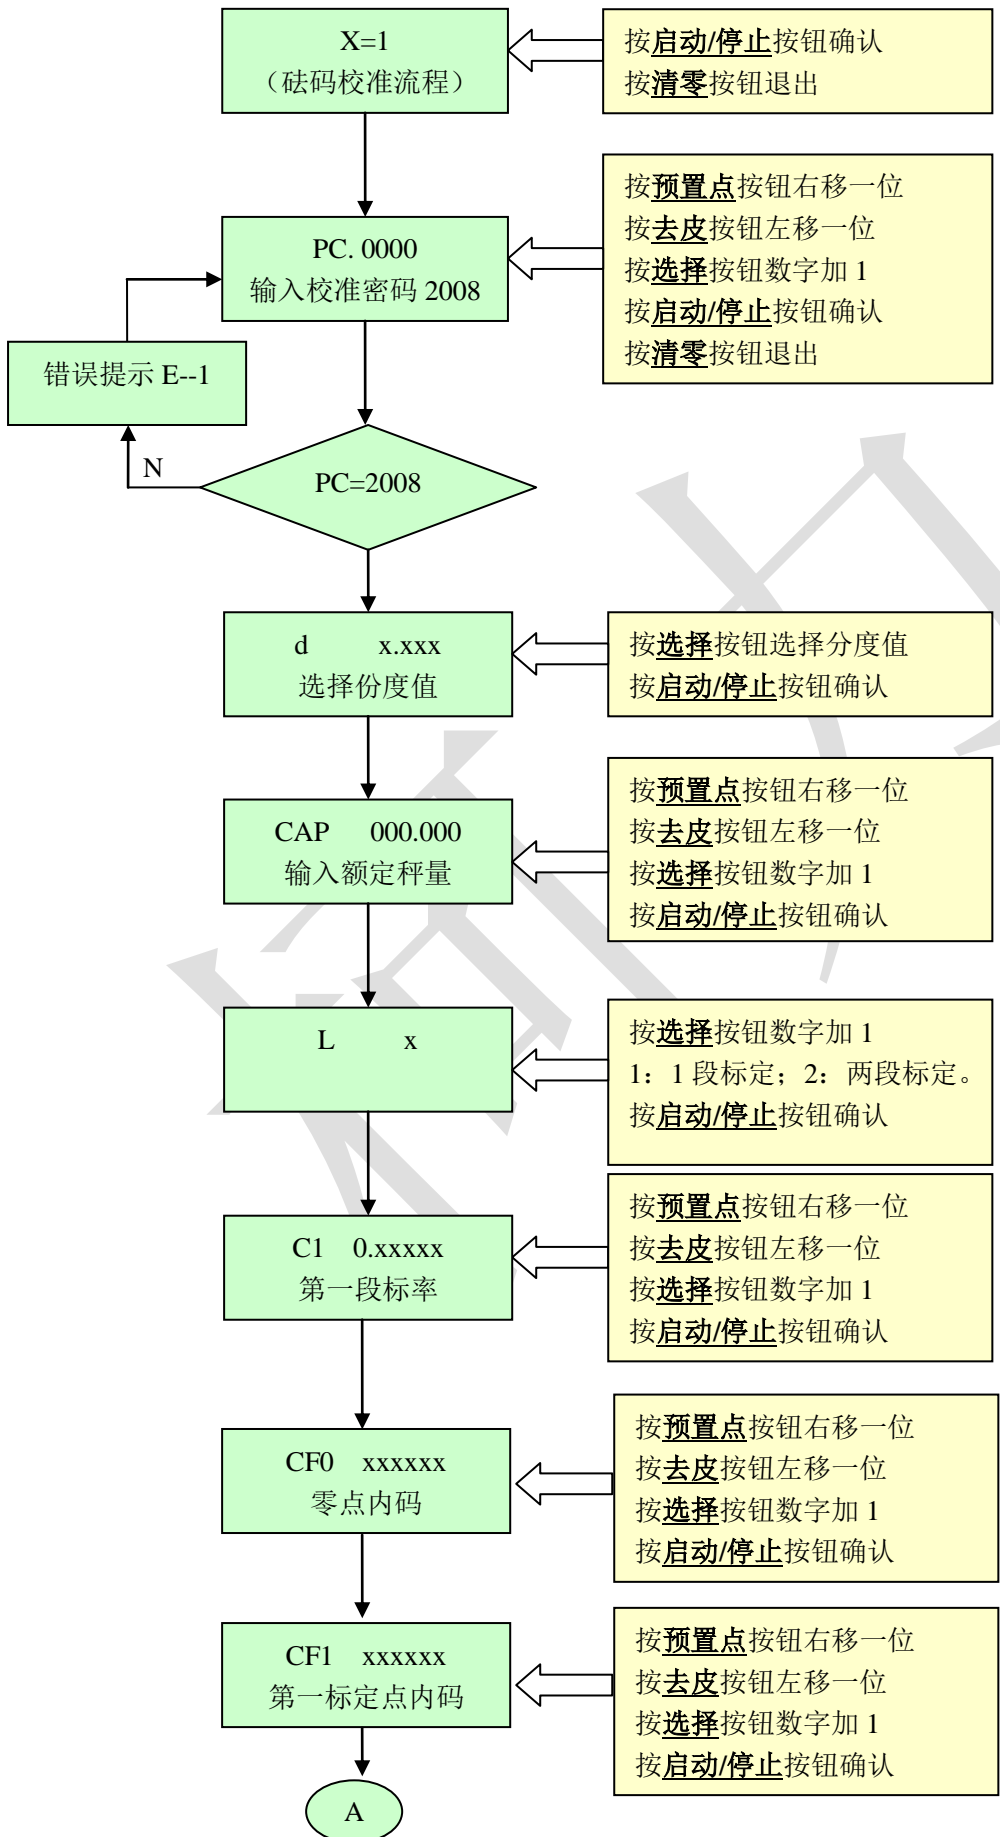 X=1
（砝码校准流程）
按启动/停止按钮确认
按清零按钮退出
PC. 0000
输入校准密码 2008
按预置点按钮右移一位
按去皮按钮左移一位
按选择按钮数字加 1
按启动/停止按钮确认
按清零按钮退出
错误提示 E--1
N
PC=2008
d x.xxx
选择份度值
按选择按钮选择分度值
按启动/停止按钮确认
CAP 000.000
输入额定秤量
按预置点按钮右移一位
按去皮按钮左移一位
按选择按钮数字加 1
按启动/停止按钮确认
L x
按选择按钮数字加 1
1：1 段标定；2：两段标定。
按启动/停止按钮确认
C1 0.xxxxx
第一段标率
按预置点按钮右移一位
按去皮按钮左移一位
按选择按钮数字加 1
按启动/停止按钮确认
CF0 xxxxxx
零点内码
按预置点按钮右移一位
按去皮按钮左移一位
按选择按钮数字加 1
按启动/停止按钮确认
CF1 xxxxxx
第一标定点内码
按预置点按钮右移一位
按去皮按钮左移一位
按选择按钮数字加 1
按启动/停止按钮确认
A